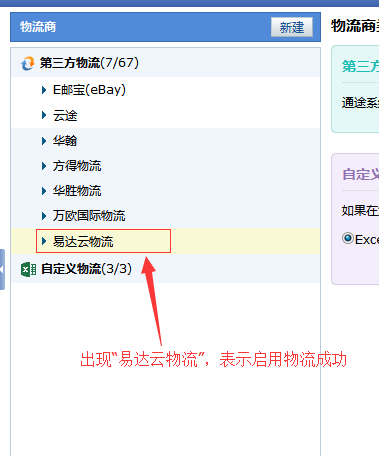 物流商
新建
第三方物流(7/67)
E邮宝(eBay)
云途
华翰
方得物流
华胜物流
万欧国际物流
易达云物流
自定义物流(3/3)
出现“易达云物流”，表示启用物流成功
物流商
第三方
通途系
自定义
如果在
Exce